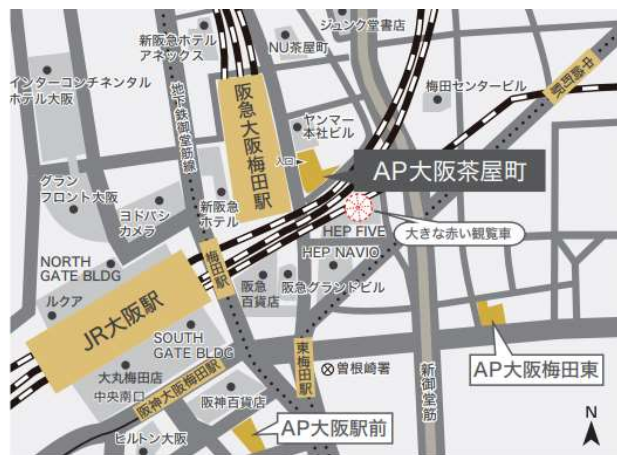 新阪急ホテル
アネックス
NU茶屋町
ジュンク堂書店
インターコンチネンタル
ホテル大阪
地下鉄御堂筋線
阪急大阪梅田駅
ヤンマー
本社ビル
梅田センタービル
中崎町駅
入口
AP大阪茶屋町
グラン
フロント大阪
ヨドバシ
カメラ
新阪急
ホテル
HEP FIVE
大きな赤い観覧車
HEP NAVIO
NORTH
GATE BLDG
梅田駅
ルクア
阪急
百貨店
阪急グランドビル
JR大阪駅
SOUTH
GATE BLDG
東梅田駅
曽根崎署
新御堂筋
AP大阪梅田東
大丸梅田店
中央南口
阪神大阪梅田駅
阪神百貨店
ヒルトン大阪
AP大阪駅前
N